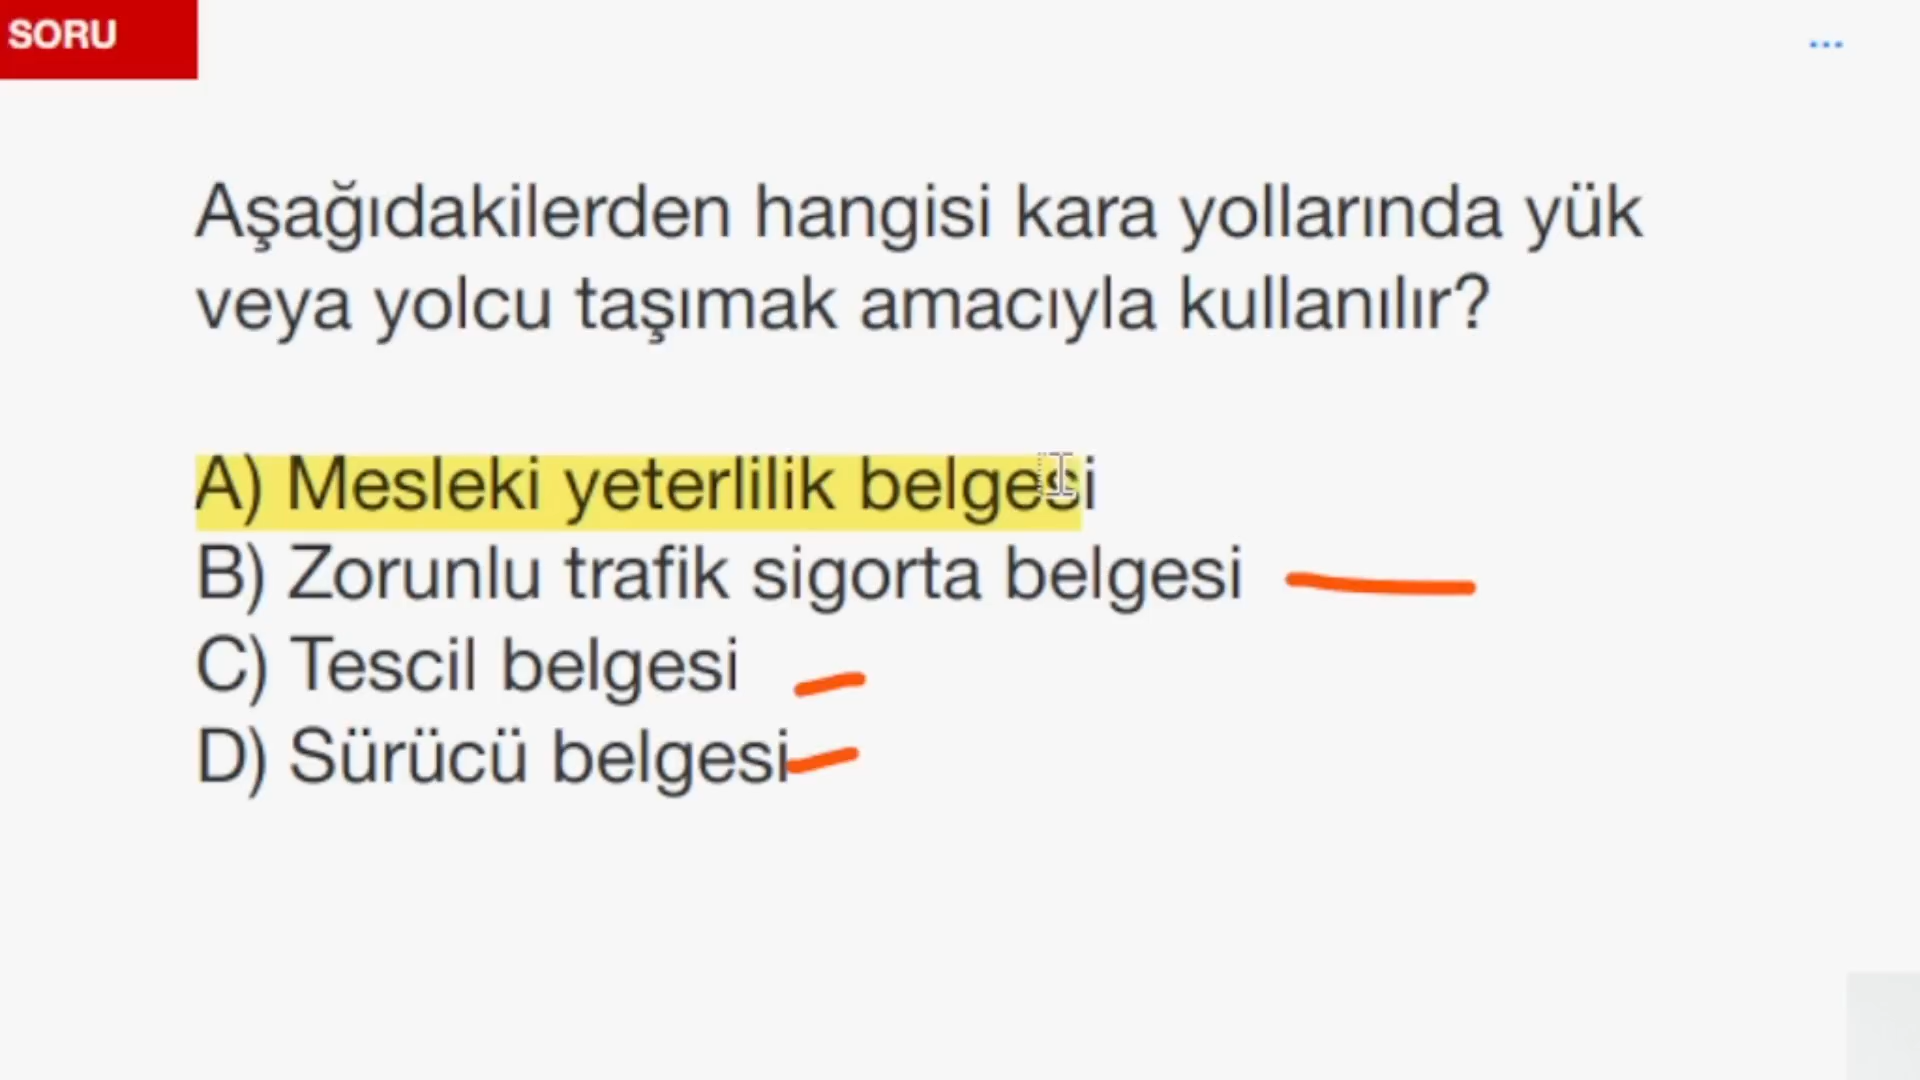 SORU
Aşağıdakilerden hangisi kara yollarında yük
veya yolcu taşımak amacıyla kullanılır?
A) Mesleki yeterlilik belgesi
B) Zorunlu trafik sigorta belgesi
C) Tescil belgesi
D) Sürücü belgesi